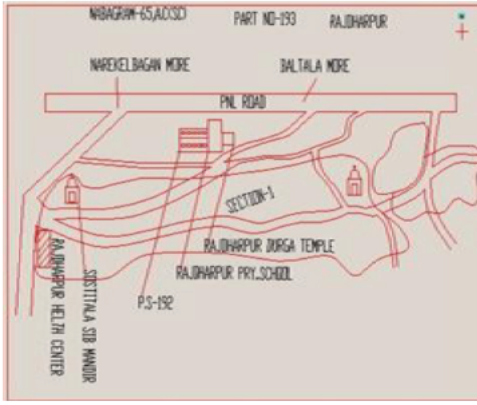 NABAGRAM-65,A.C(SC) PART NO-193 RAJDHARPUR
NAREKELBAGAN MORE BALTALA MORE
PNL ROAD
SECTION-1
RAJDHARPUR DURGA TEMPLE
RAJDHARPUR PRY.SCHOOL
P.S-192
RAJDHARPUR HELTH CENTER
SOSTITALA SIB MANDIR